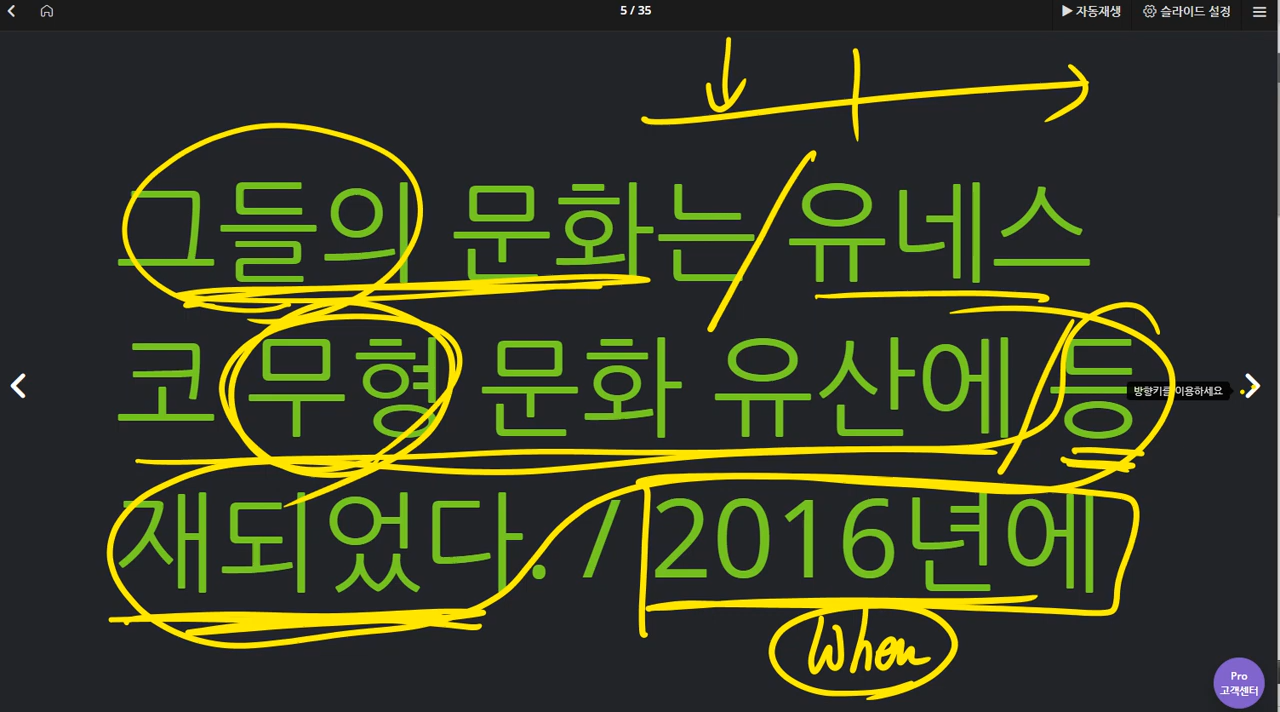 5 / 35
자동재생
슬라이드 설정
그들의 문화는 유네스
코 무형 문화 유산에 등
방향키를 이용하세요
재되었다. / 2016년에
When
Pro
고객센터